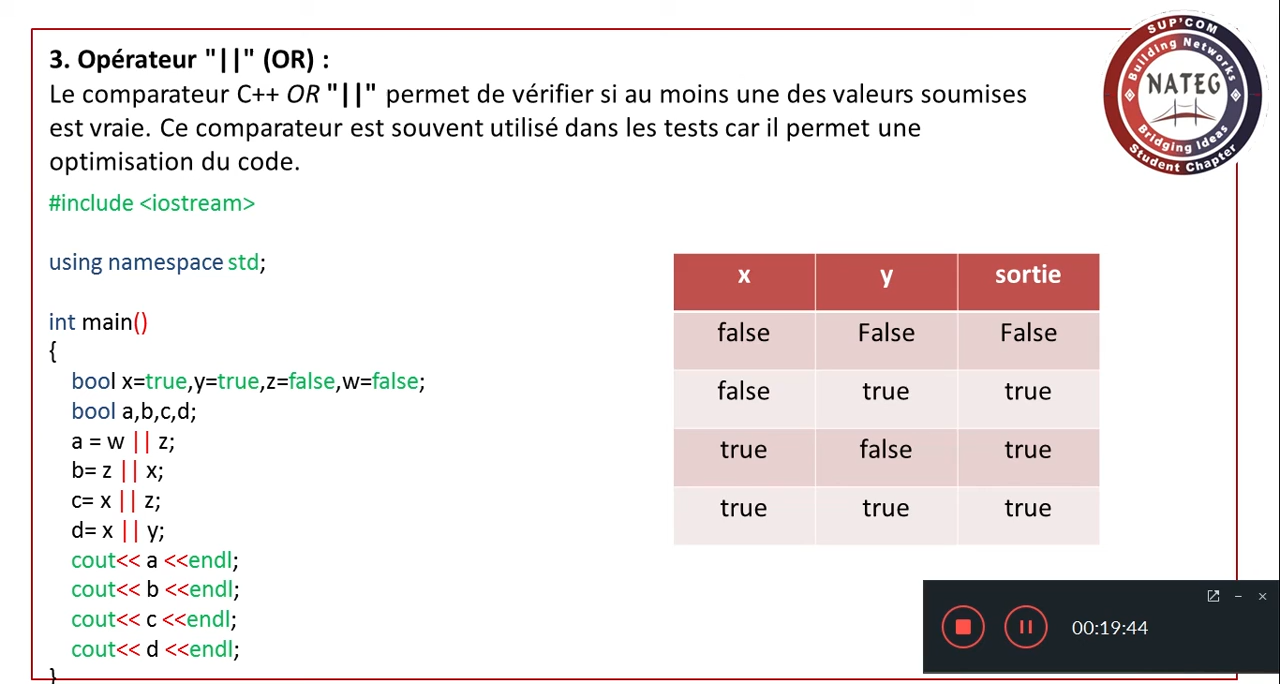 3. Opérateur "||" (OR) :
Le comparateur C++ OR "||" permet de vérifier si au moins une des valeurs soumises
est vraie. Ce comparateur est souvent utilisé dans les tests car il permet une
optimisation du code.
#include <iostream>
using namespace std;
int main()
{
bool x=true,y=true,z=false,w=false;
bool a,b,c,d;
a = w || z;
b= z || x;
c= x || z;
d= x || y;
cout<< a <<endl;
cout<< b <<endl;
cout<< c <<endl;
cout<< d <<endl;
}
x y sortie
false False False
false true true
true false true
true true true
SUP'COM
Building Networks
NATEG
Bridging Ideas
Student Chapter
00:19:44